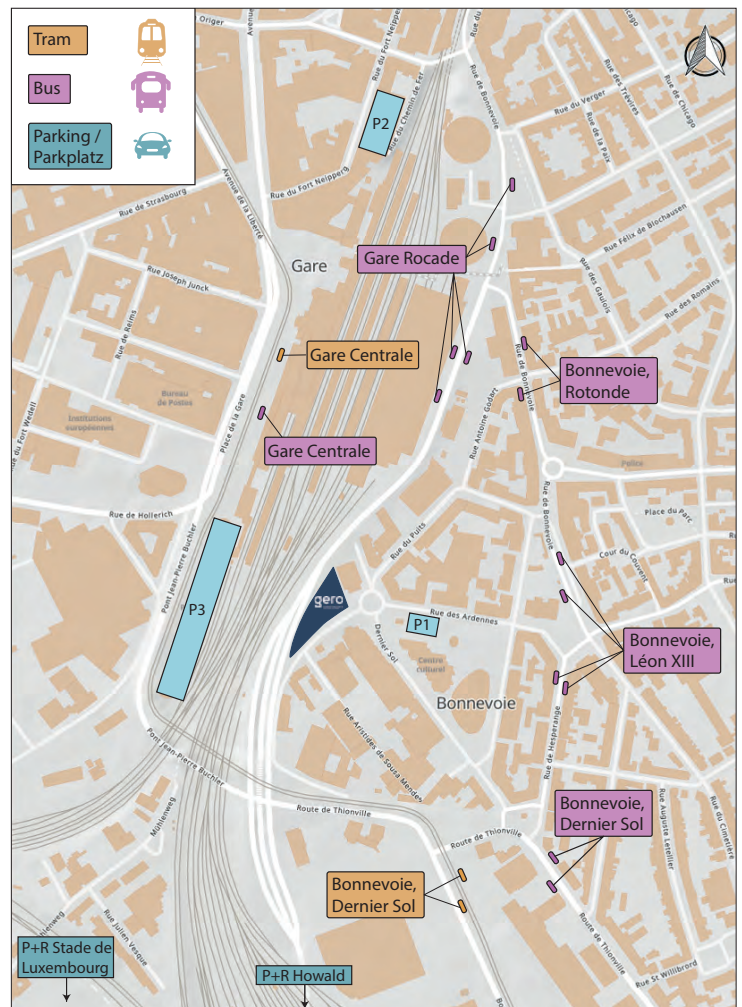 Tram
Bus
Parking /
Parkplatz
Origer
Avenue
Rue du Fort Neipperg
Rue du Chemin de Fer
P2
Rue de Bonnevoie
Rue du Verger
Rue des Trévires
Rue de la Paix
Rue de Chicago
Rue du Fort Neipperg
Rue de Strasbourg
Avenue de la Liberté
Rue Félix de Blochausen
Gare Rocade
Gare
Rue Joseph Junck
Rue des Gaulois
Rue des Romains
Rue de Reims
Gare Centrale
Rue de Bonnevoie
Bonnevoie,
Rotonde
Bureau
de Postes
Institutions
européennes
Place de la Gare
Rue Antoine Godart
Gare Centrale
Rue du Fort Wedell
Police
Rue de Hollerich
Rue de Bonnevoie
Place du Parc
Rue du Puits
Cour du Couvent
Pont Jean-Pierre Buchler
P3
gero
Rue des Ardennes
P1
Dernier Sol
Centre
culturel
Bonnevoie,
Léon XIII
Bonnevoie
Rue Aristides de Sousa Mendes
Rue de Hesperange
Pont Jean-Pierre Buchler
Mühlenweg
Route de Thionville
Route de Thionville
Bonnevoie,
Dernier Sol
Rue Auguste Letellier
Rue du Cimetière
Bonnevoie,
Dernier Sol
Rue Julien Vesque
Route de Thionville
P+R Stade de
Luxembourg
P+R Howald
Rue St Willibrord